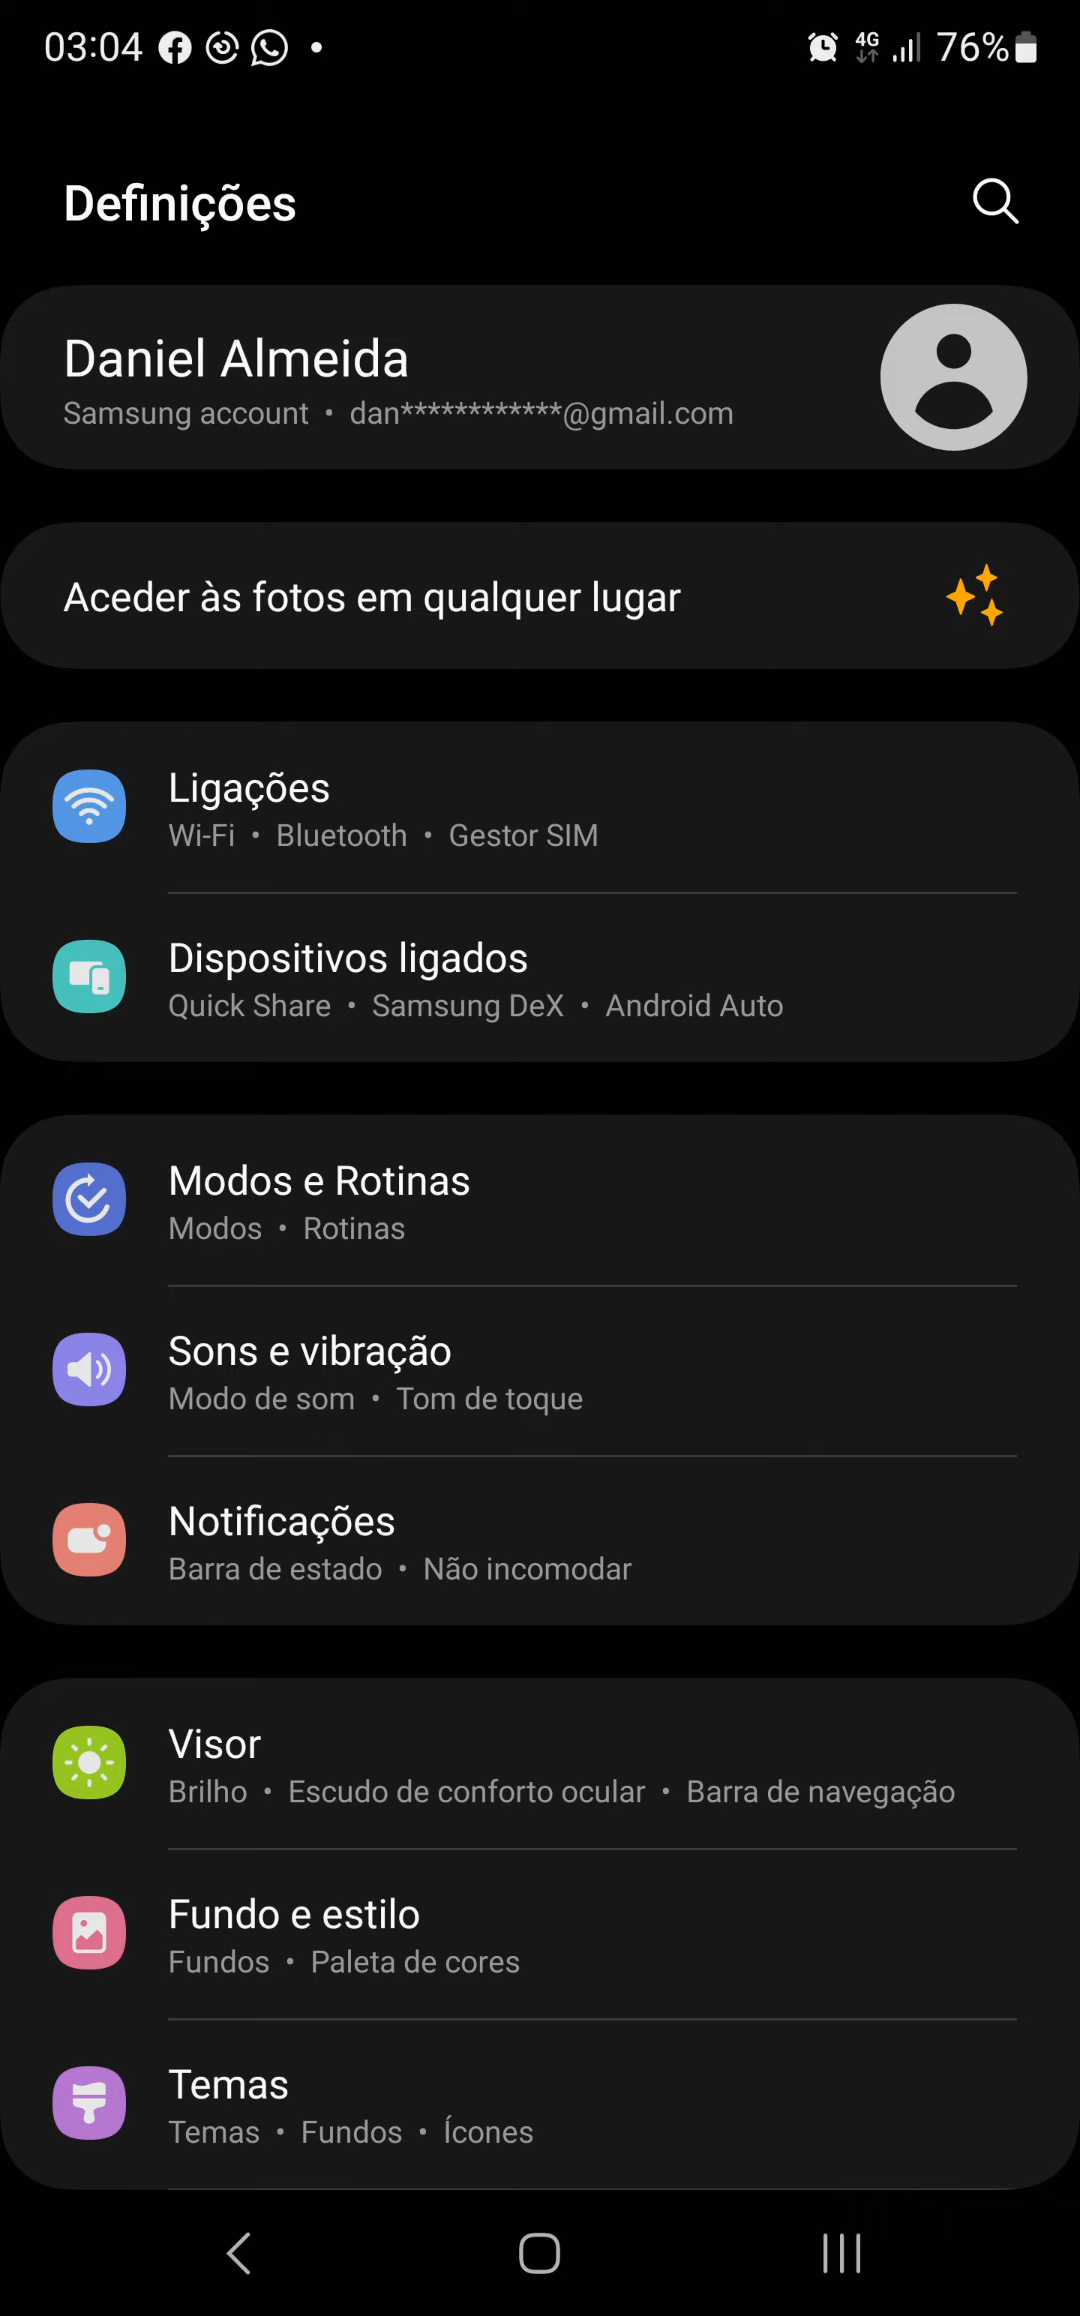 03:04
4G
76%
Definições
Daniel Almeida
Samsung account • dan************@gmail.com
Aceder às fotos em qualquer lugar
Ligações
Wi-Fi • Bluetooth • Gestor SIM
Dispositivos ligados
Quick Share • Samsung DeX • Android Auto
Modos e Rotinas
Modos • Rotinas
Sons e vibração
Modo de som • Tom de toque
Notificações
Barra de estado • Não incomodar
Visor
Brilho • Escudo de conforto ocular • Barra de navegação
Fundo e estilo
Fundos • Paleta de cores
Temas
Temas • Fundos • Ícones